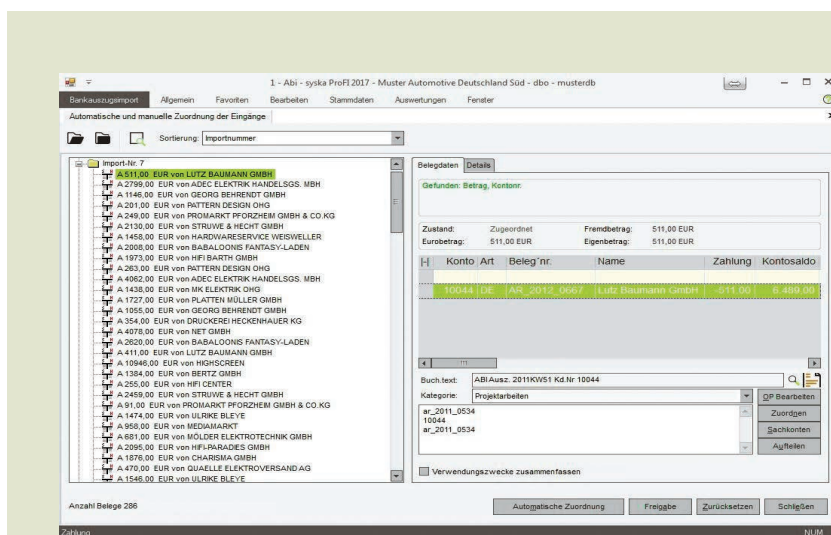 1 - Abi - syska ProFI 2017 - Muster Automotive Deutschland Süd - dbo - musterdb
Bankauszugsimport Allgemein Favoriten Bearbeiten Stammdaten Auswertungen Fenster
Automatische und manuelle Zuordnung der Eingänge
Sortierung: Importnummer
Import-Nr. 7
A 511,00 EUR von LUTZ BAUMANN GMBH
A 2799,00 EUR von ADEC ELEKTRIK HANDELSGS. MBH
A 1146,00 EUR von GEORG BEHRENDT GMBH
A 201,00 EUR von PATTERN DESIGN OHG
A 249,00 EUR von PROMARKT PFORZHEIM GMBH & CO.KG
A 2130,00 EUR von STRUWE & HECHT GMBH
A 1458,00 EUR von HARDWARESERVICE WEISWELLER
A 2008,00 EUR von BABALOONIS FANTASY-LADEN
A 1973,00 EUR von HIFI BARTH GMBH
A 263,00 EUR von PATTERN DESIGN OHG
A 4062,00 EUR von ADEC ELEKTRIK HANDELSGS. MBH
A 1438,00 EUR von MK ELEKTRIK OHG
A 1727,00 EUR von PLATTEN MÜLLER GMBH
A 1055,00 EUR von GEORG BEHRENDT GMBH
A 354,00 EUR von DRUCKEREI HECKENHAUER KG
A 4078,00 EUR von NET GMBH
A 2620,00 EUR von BABALOONIS FANTASY-LADEN
A 411,00 EUR von LUTZ BAUMANN GMBH
A 10946,00 EUR von HIGHSCREEN
A 1384,00 EUR von BERTZ GMBH
A 255,00 EUR von HIFI CENTER
A 2459,00 EUR von STRUWE & HECHT GMBH
A 91,00 EUR von PROMARKT PFORZHEIM GMBH & CO.KG
A 1474,00 EUR von ULRIKE BLEYE
A 958,00 EUR von MEDIAMARKT
A 681,00 EUR von MÖLDER ELEKTROTECHNIK GMBH
A 2095,00 EUR von HIFI-PARADIES GMBH
A 1876,00 EUR von CHARISMA GMBH
A 470,00 EUR von QUAELLE ELEKTROVERSAND AG
A 1546,00 EUR von ULRIKE BLEYE
Belegdaten Details
Gefunden: Betrag, Kontonr.
Zustand: Zugeordnet Fremdbetrag: 511,00 EUR
Eurobetrag: 511,00 EUR Eigenbetrag: 511,00 EUR
|-| Konto Art Beleg´nr. Name Zahlung Kontosaldo
10044 DE AR_2012_0667 Lutz Baumann GmbH -511,00 6.489,00
Buch.text: ABI Ausz. 2011KW51 Kd.Nr 10044
Kategorie: Projektarbeiten OP Bearbeiten
ar_2011_0534
10044
ar_2011_0534
Zuordnen
Sachkonten
Aufteilen
Verwendungszwecke zusammenfassen
Anzahl Belege 286
Automatische Zuordnung Freigabe Zurücksetzen Schließen
Zahlung NUM